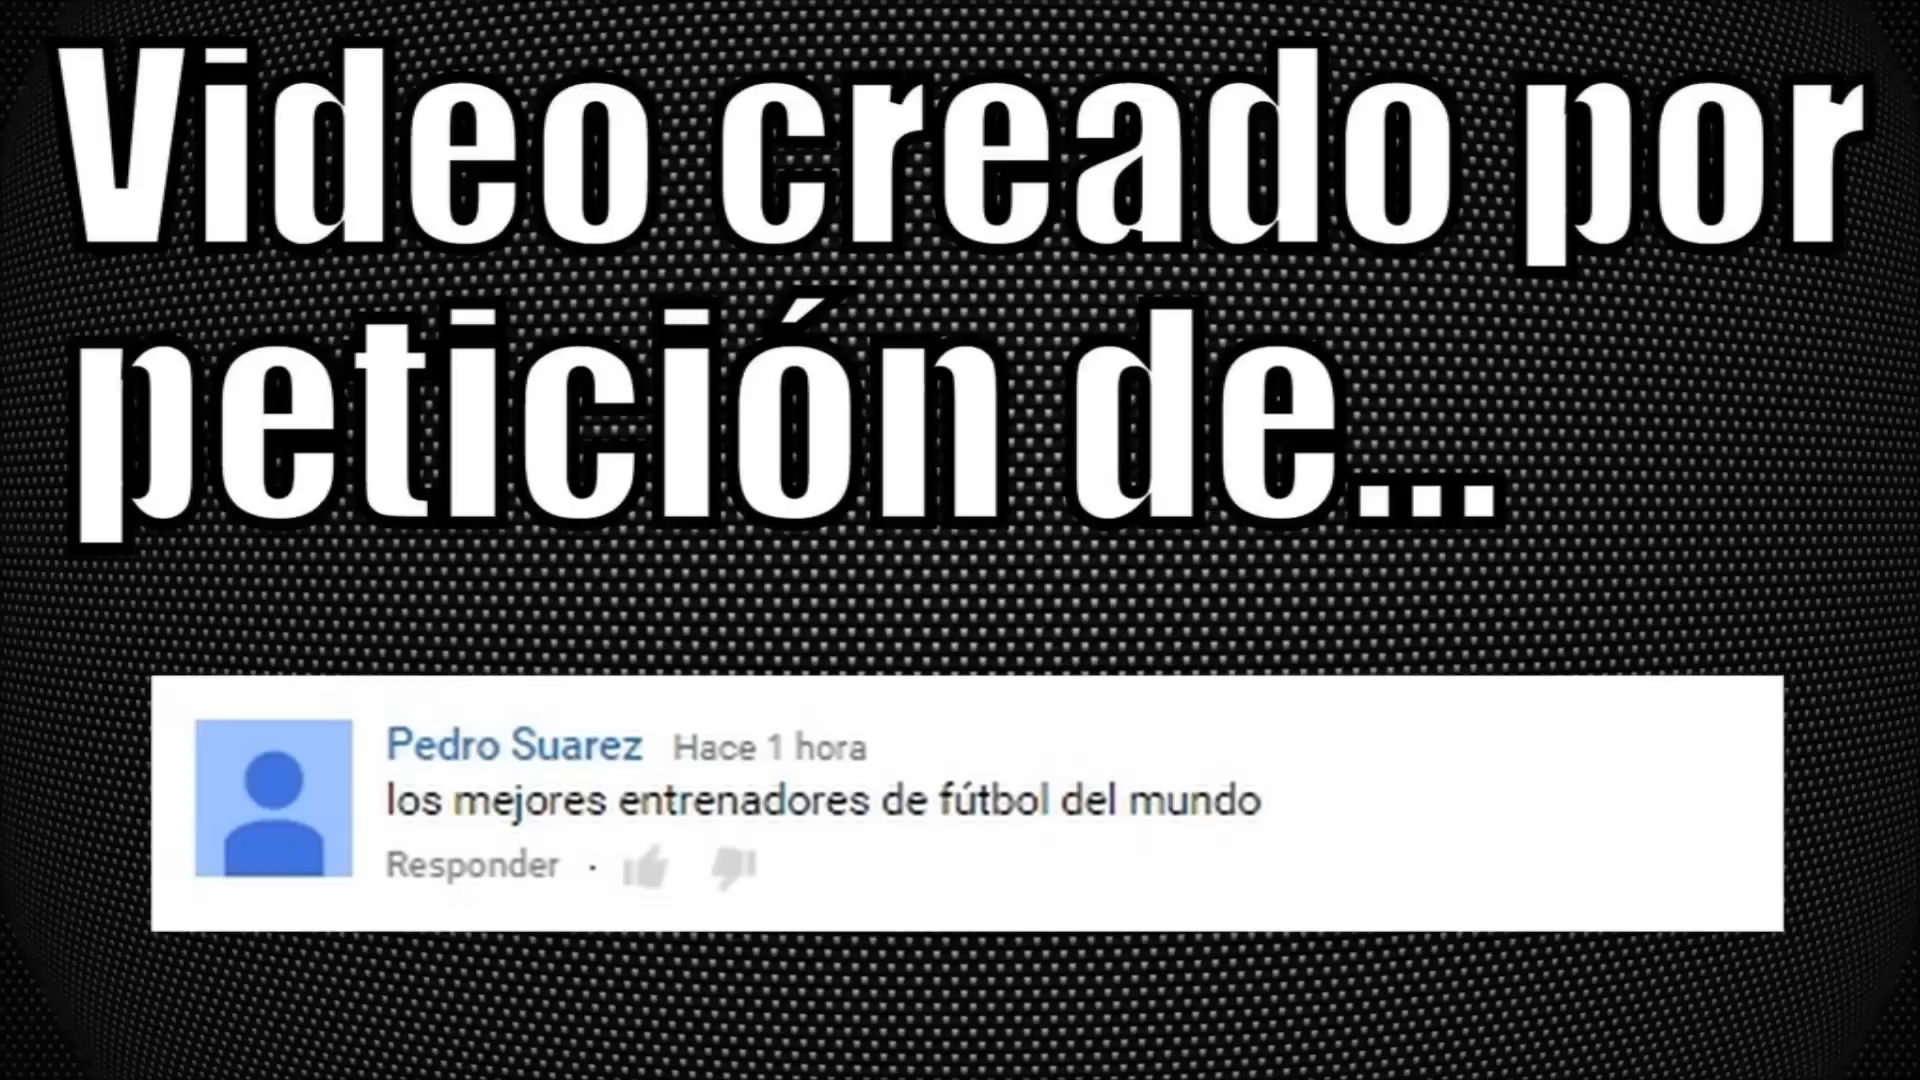 Video creado por
petición de...
Pedro Suarez Hace 1 hora
los mejores entrenadores de fútbol del mundo
Responder ·